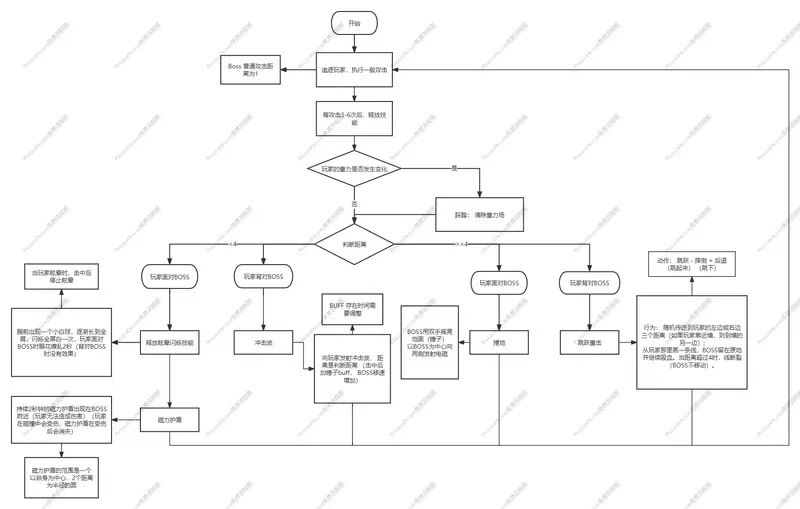 开始
Boss 普通攻击距
离为1
追逐玩家、执行一般攻击
每攻击3-6次后、释放技
能
玩家的重力是否发生变化
是
否
踩踏：清除重力场
判断距离
<4
>=4
玩家面对BOSS
玩家背对BOSS
玩家面对BOSS
玩家背对BOSS
动作：跳跃 - 摔倒 + 后退
（跳起来）（跳下）
当玩家眩晕时，击中后
停止眩晕
腕前出现一个小白球，逐渐长到全
屏；闪烁全屏白一次，玩家面对
BOSS时眼花缭乱2秒（背对BOSS
时没有效果）
释放眩晕闪烁技能
冲击波
BUFF 存在时间需
要调整
向玩家发射冲击波，距
离是判断距离 （击中后
加锤子buff，BOSS移速
增加）
BOSS用双手摇晃
地面（锤子）
以BOSS为中心向
两侧发射电磁
捶地
跳跃重击
行为：随机传送到玩家的左边或右边
三个距离（如果玩家靠近墙，则到墙的
另一边）；
从玩家那里画一条线，BOSS留在原地
并继续吸血。当距离超过4时，线断裂
（BOSS不移动）。
持续2秒钟的磁力护盾出现在BOSS
附近（玩家无法造成伤害）（玩家
在碰撞中会受伤，磁力护盾在受伤
后会消失）
磁力护盾
磁力护盾的范围是一个
以自身为中心、2个距离
为半径的圆